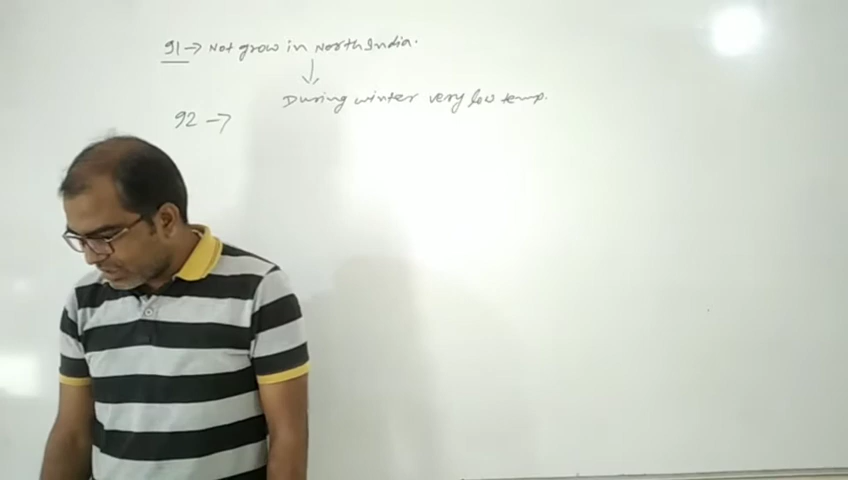 91 → Not grow in North India.
↓
During winter very low temp.
92 →